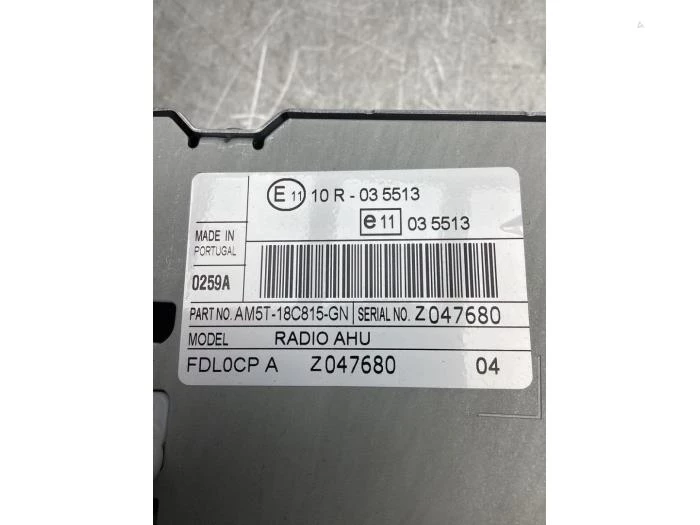 E 11 10 R - 03 5513
e 11 03 5513
MADE IN
PORTUGAL
0259A
PART NO. AM5T-18C815-GN SERIAL NO. Z047680
MODEL RADIO AHU
FDL0CP A Z047680 04